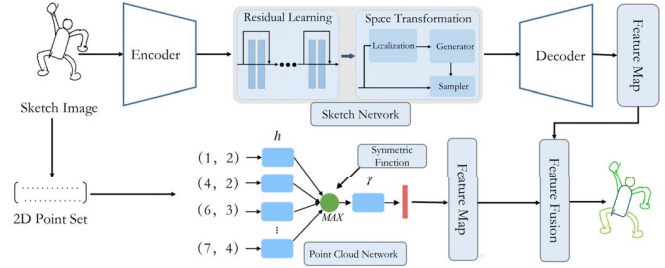 Residual Learning
Space Transformation
Encoder
Localization
Generator
Sampler
Decoder
Feature Map
Sketch Image
Sketch Network
h
(1, 2)
(4, 2)
(6, 3)
⋮
(7, 4)
Symmetric
Function
γ
MAX
Feature Map
Feature Fusion
2D Point Set
Point Cloud Network